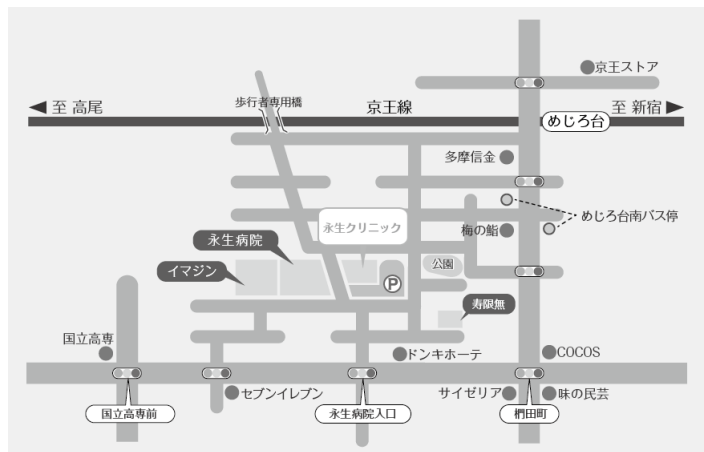 京王ストア
至 高尾
歩行者専用橋
京王線
至 新宿
めじろ台
多摩信金
めじろ台南バス停
永生クリニック
梅の鮨
永生病院
イマジン
公園
P
寿限無
国立高専
ドンキホーテ
COCOS
セブンイレブン
サイゼリア
味の民芸
国立高専前
永生病院入口
椚田町